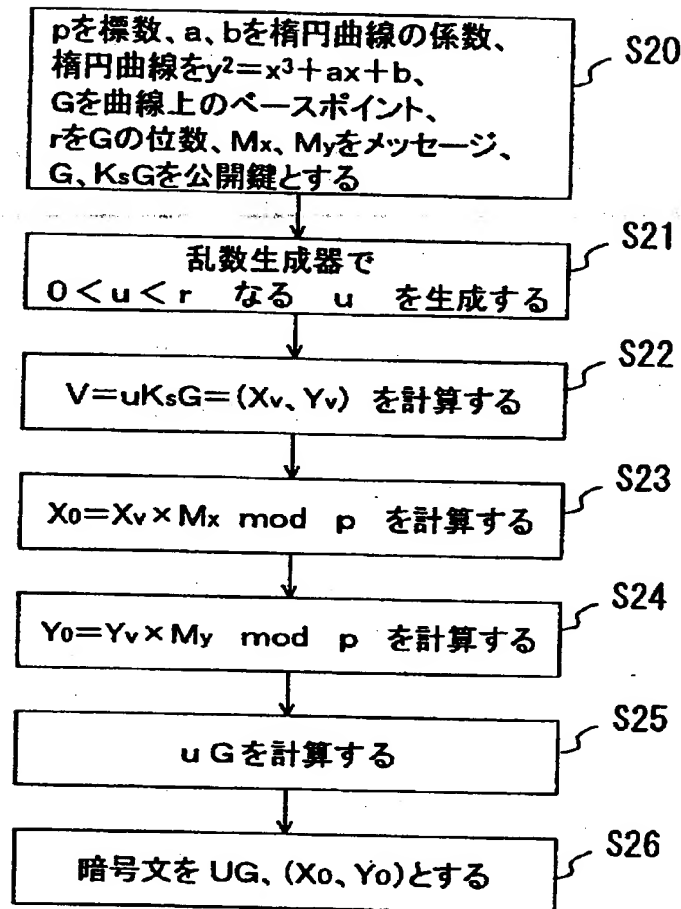 pを標数、a、bを楕円曲線の係数、
楕円曲線をy²=x³+ax+b、
Gを曲線上のベースポイント、
rをGの位数、Mx、Myをメッセージ、
G、KsGを公開鍵とする
S20
乱数生成器で
0<u<r なる u を生成する
S21
V=uKsG=(Xv、Yv) を計算する
S22
X0=Xv×Mx mod p を計算する
S23
Y0=Yv×My mod p を計算する
S24
uGを計算する
S25
暗号文をUG、(X0、Y0)とする
S26